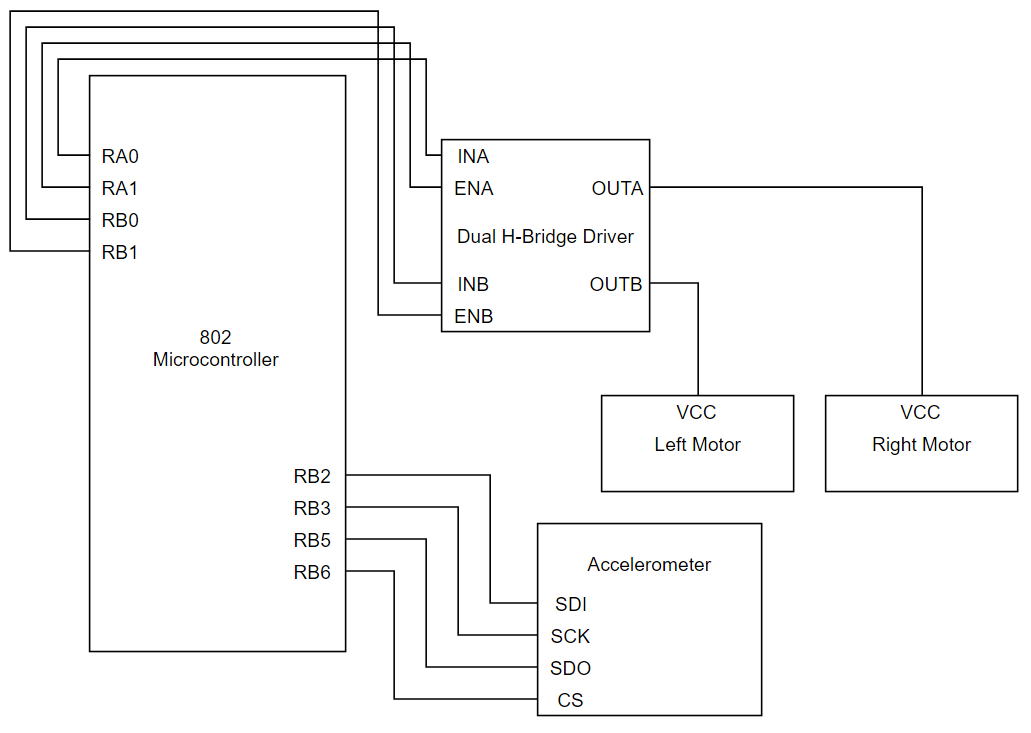 RA0
RA1
RB0
RB1
802
Microcontroller
RB2
RB3
RB5
RB6
INA
ENA
OUTA
Dual H-Bridge Driver
INB
OUTB
ENB
VCC
Left Motor
VCC
Right Motor
Accelerometer
SDI
SCK
SDO
CS